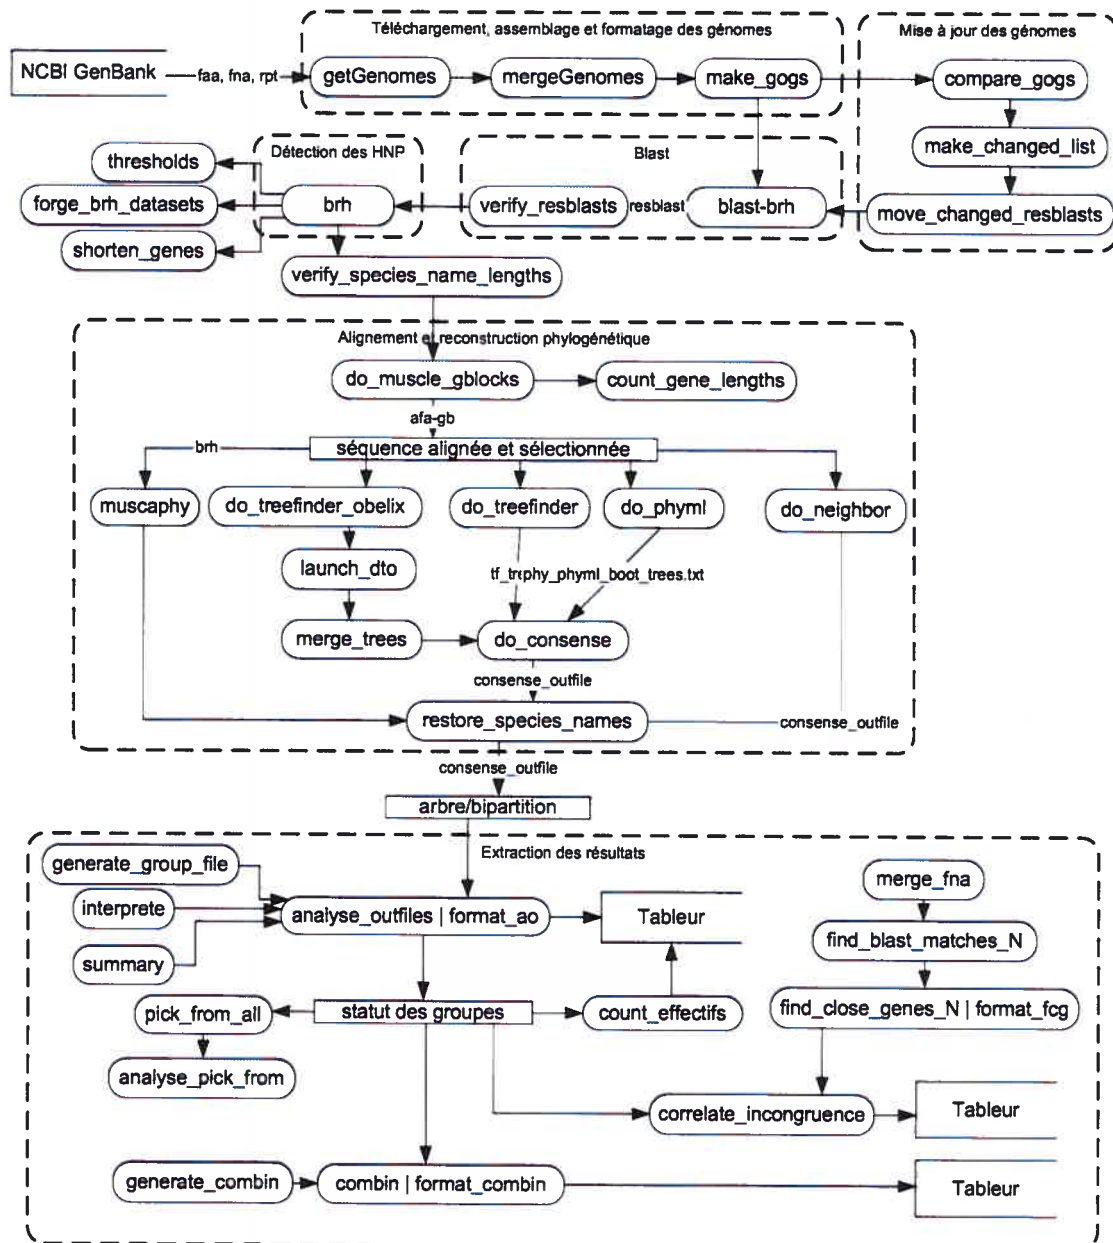 Téléchargement, assemblage et formatage des génomes
Mise à jour des génomes
NCBI GenBank
faa, fna, rpt
getGenomes
mergeGenomes
make_gogs
compare_gogs
make_changed_list
move_changed_resblasts
Détection des HNP
Blast
thresholds
forge_brh_datasets
shorten_genes
brh
verify_resblasts
resblast
blast-brh
verify_species_name_lengths
Alignement et reconstruction phylogénétique
do_muscle_gblocks
count_gene_lengths
afa-gb
brh
séquence alignée et sélectionnée
muscaphy
do_treefinder_obelix
do_treefinder
do_phyml
do_neighbor
launch_dto
tf_trphy_phyml_boot_trees.txt
merge_trees
do_consense
consense_outfile
restore_species_names
consense_outfile
consense_outfile
arbre/bipartition
Extraction des résultats
generate_group_file
interprete
summary
analyse_outfiles | format_ao
Tableur
merge_fna
find_blast_matches_N
find_close_genes_N | format_fcg
pick_from_all
statut des groupes
count_effectifs
analyse_pick_from
correlate_incongruence
Tableur
generate_combin
combin | format_combin
Tableur